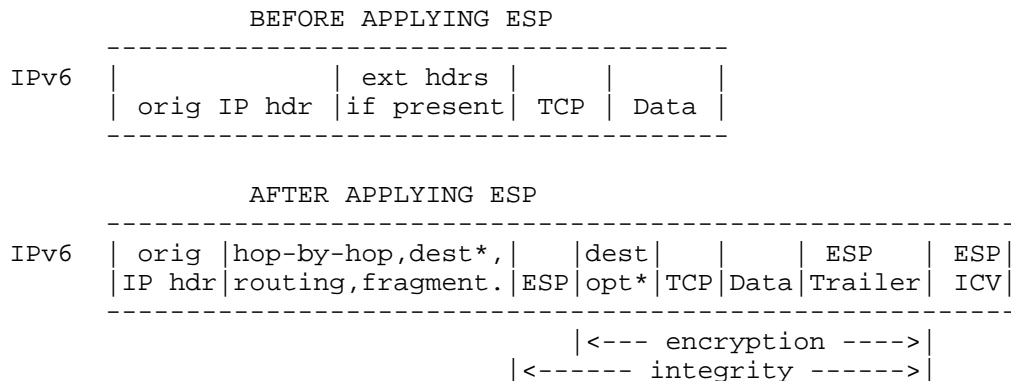 BEFORE APPLYING ESP
---------------------------------------
IPv6 | | ext hdrs | | |
| orig IP hdr |if present| TCP | Data |
---------------------------------------
AFTER APPLYING ESP
---------------------------------------------------------
IPv6 | orig |hop-by-hop,dest*,| |dest| | | ESP | ESP|
|IP hdr|routing,fragment.|ESP|opt*|TCP|Data|Trailer| ICV|
---------------------------------------------------------
|<--- encryption ---->|
|<------ integrity ------>|